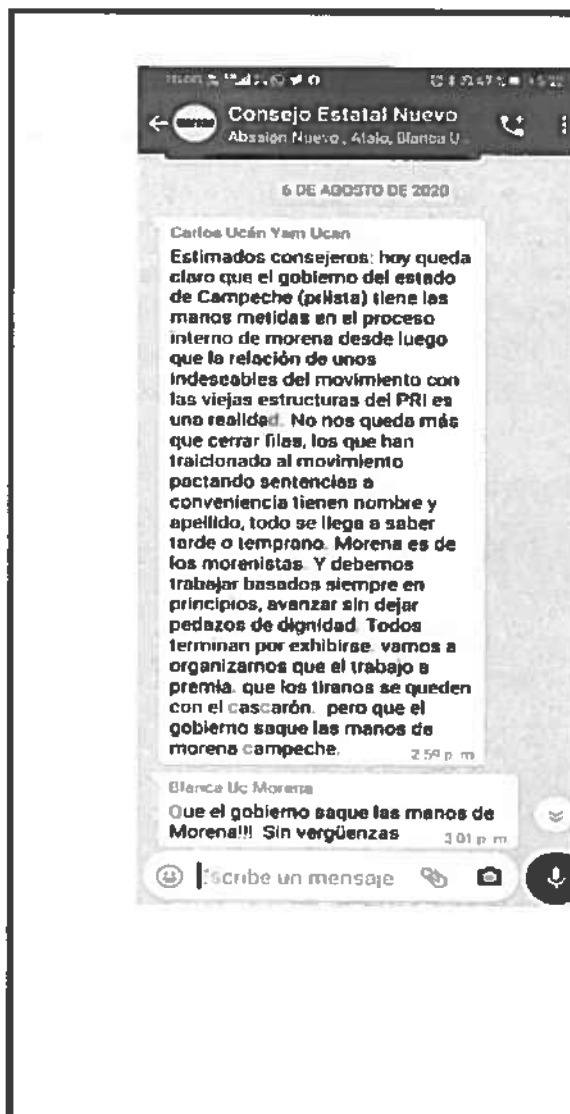 Consejo Estatal Nuevo
Absalon Nuevo, Atalo, Blanca U
6 DE AGOSTO DE 2020
Carlos Ucán Yam Ucan
Estimados consejeros: hoy queda
claro que el gobierno del estado
de Campeche (priista) tiene las
manos metidas en el proceso
interno de morena desde luego
que la relación de unos
indeseables del movimiento con
las viejas estructuras del PRI es
una realidad. No nos queda más
que cerrar filas, los que han
traicionado al movimiento
pactando sentencias a
conveniencia tienen nombre y
apellido, todo se llega a saber
tarde o temprano. Morena es de
los morenistas. Y debemos
trabajar basados siempre en
principios, avanzar sin dejar
pedazos de dignidad. Todos
terminan por exhibirse. vamos a
organizarnos que el trabajo a
premia. que los tiranos se queden
con el cascarón. pero que el
gobierno saque las manos de
morena campeche.
2:59 p. m.
Blanca Uc Morena
Que el gobierno saque las manos de
Morena!!! Sin vergüenzas
3:01 p. m.
Escribe un mensaje